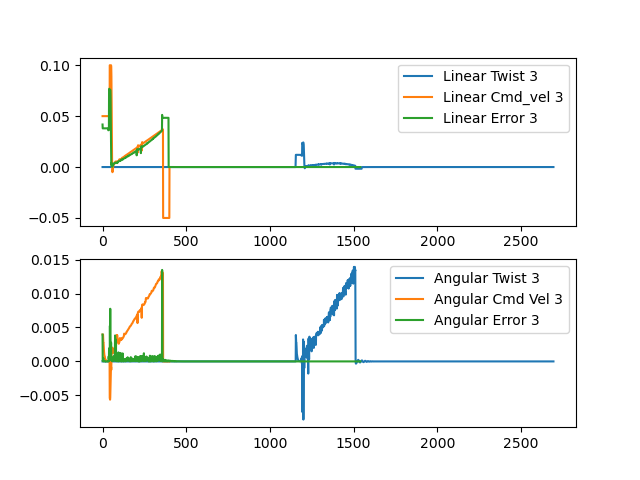 0.10
0.05
0.00
−0.05
Linear Twist 3
Linear Cmd_vel 3
Linear Error 3
0 500 1000 1500 2000 2500
0.015
0.010
0.005
0.000
−0.005
Angular Twist 3
Angular Cmd Vel 3
Angular Error 3
0 500 1000 1500 2000 2500